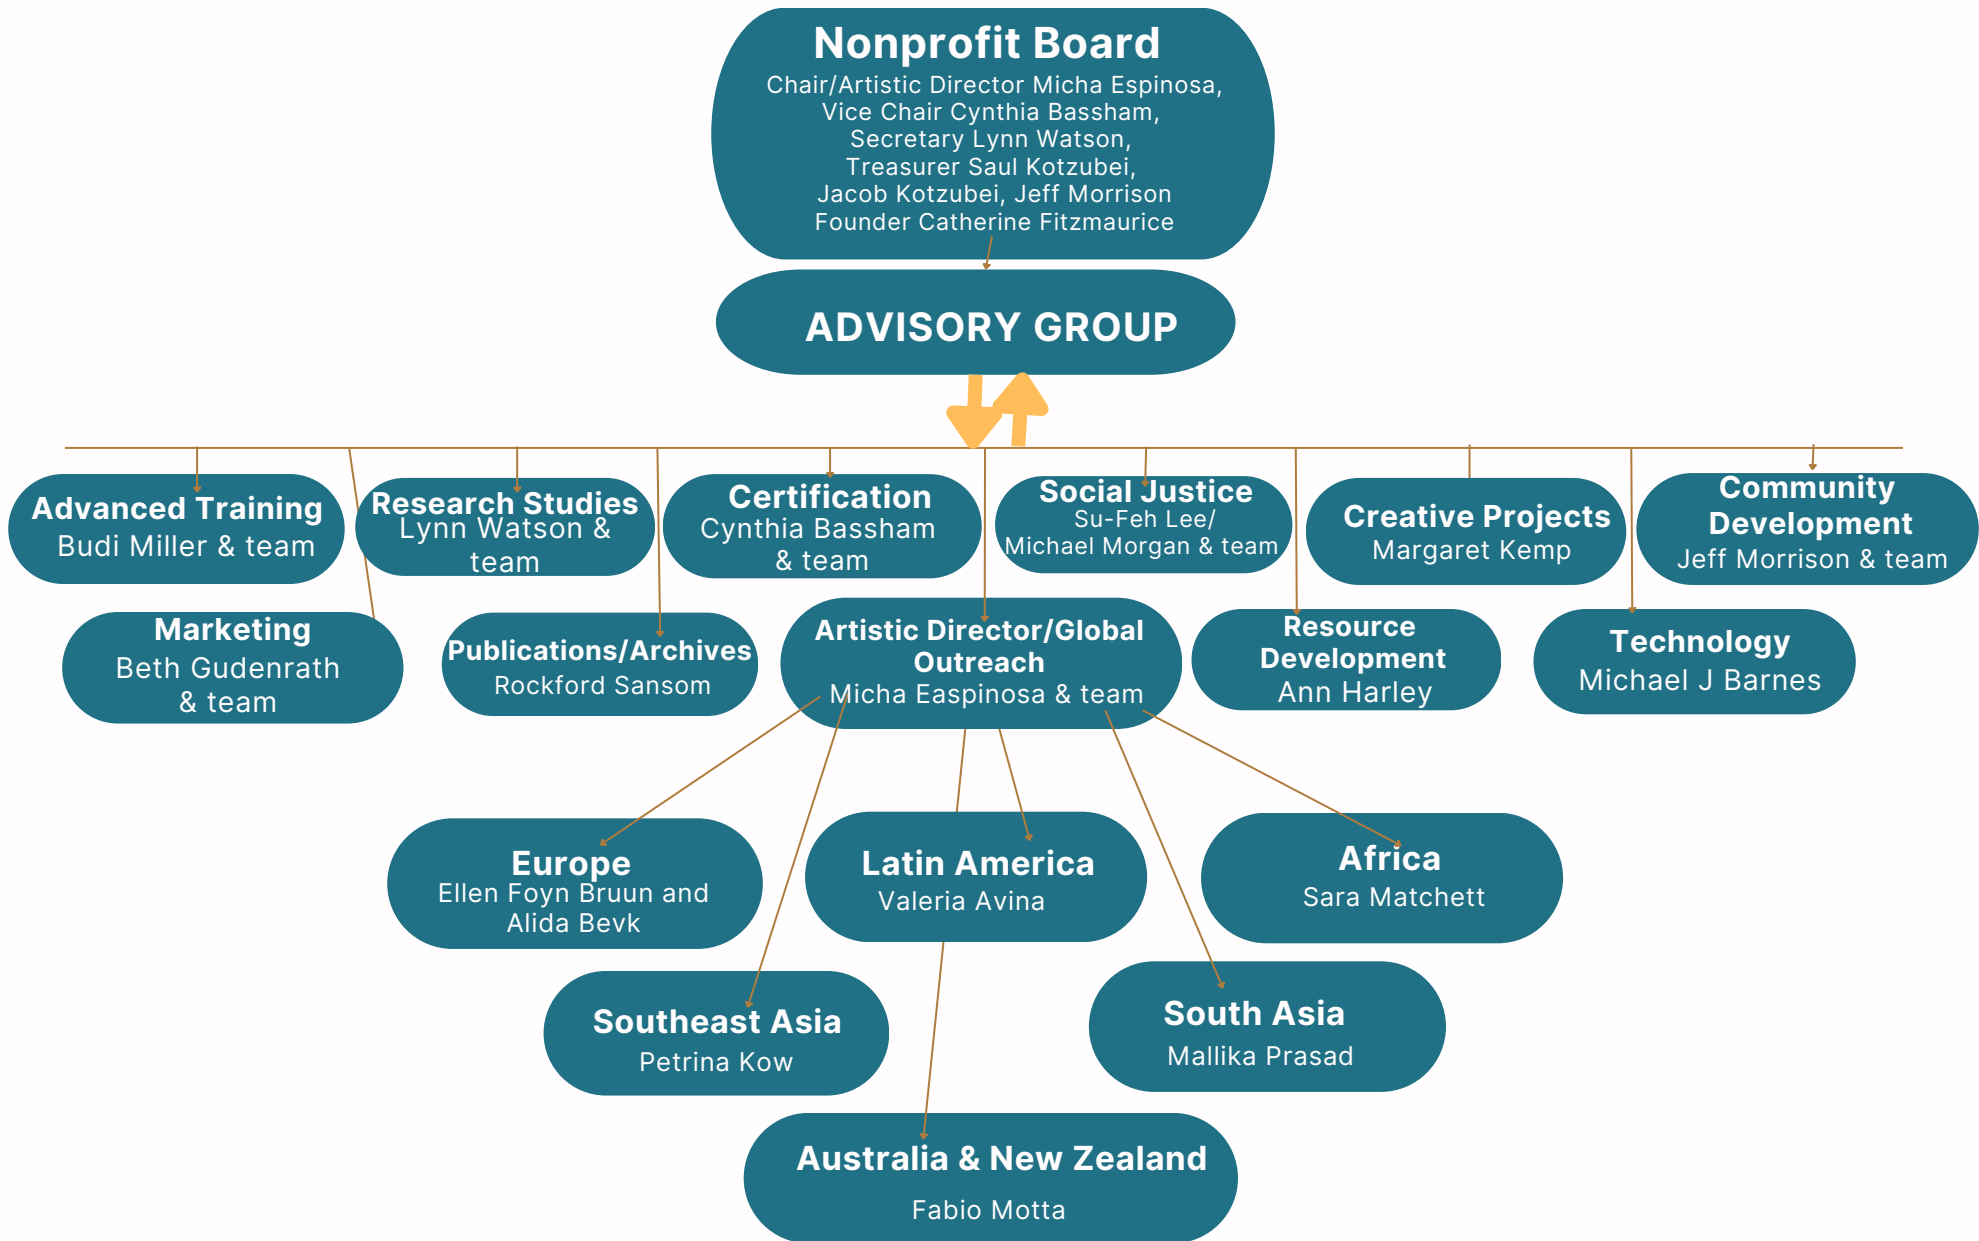 Nonprofit Board
Chair/Artistic Director Micha Espinosa,
Vice Chair Cynthia Bassham,
Secretary Lynn Watson,
Treasurer Saul Kotzubei,
Jacob Kotzubei, Jeff Morrison
Founder Catherine Fitzmaurice
ADVISORY GROUP
Advanced Training
Budi Miller & team
Research Studies
Lynn Watson &
team
Certification
Cynthia Bassham
& team
Social Justice
Su-Feh Lee/
Michael Morgan & team
Creative Projects
Margaret Kemp
Community
Development
Jeff Morrison & team
Marketing
Beth Gudenrath
& team
Publications/Archives
Rockford Sansom
Artistic Director/Global
Outreach
Micha Easpinosa & team
Resource
Development
Ann Harley
Technology
Michael J Barnes
Europe
Ellen Foyn Bruun and
Alida Bevk
Latin America
Valeria Avina
Africa
Sara Matchett
Southeast Asia
Petrina Kow
South Asia
Mallika Prasad
Australia & New Zealand
Fabio Motta